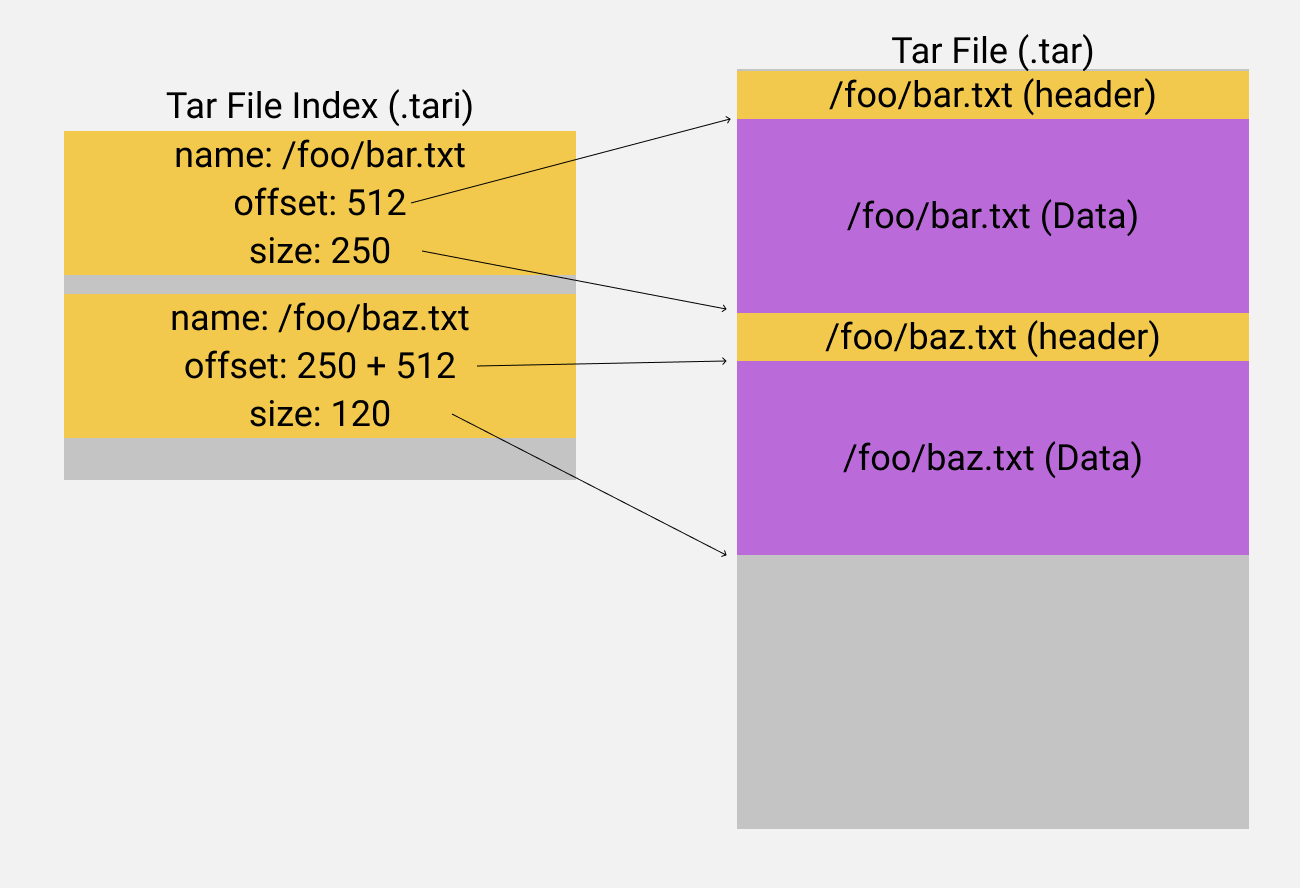 Tar File Index (.tari)
name: /foo/bar.txt
offset: 512
size: 250
name: /foo/baz.txt
offset: 250 + 512
size: 120
Tar File (.tar)
/foo/bar.txt (header)
/foo/bar.txt (Data)
/foo/baz.txt (header)
/foo/baz.txt (Data)